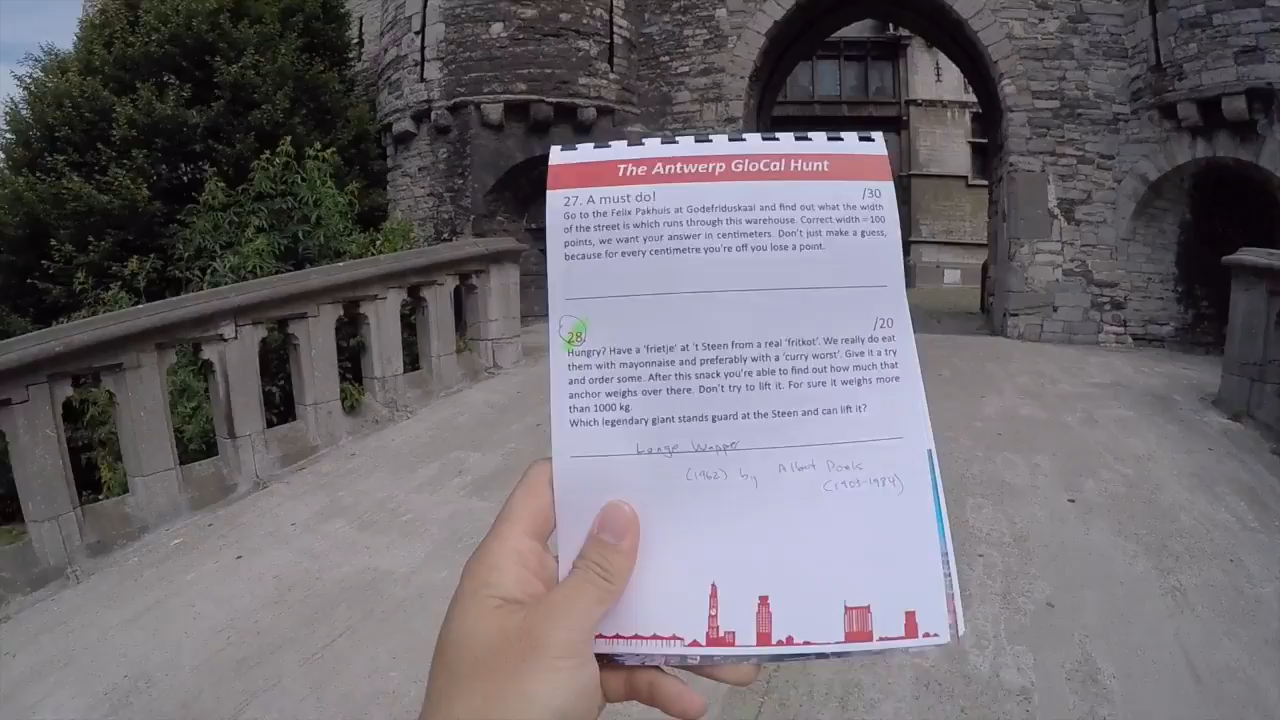 The Antwerp GloCal Hunt
27. A must do! /30
Go to the Felix Pakhuis at Godefriduskaai and find out what the width
of the street is which runs through this warehouse. Correct width = 100
points, we want your answer in centimeters. Don't just make a guess,
because for every centimetre you're off you lose a point.
28. /20
Hungry? Have a 'frietje' at 't Steen from a real 'fritkot'. We really do eat
them with mayonnaise and preferably with a 'curry worst'. Give it a try
and order some. After this snack you're able to find out how much that
anchor weighs over there. Don't try to lift it. For sure it weighs more
than 1000 kg.
Which legendary giant stands guard at the Steen and can lift it?
Lange Wapper
(1962) by Albert Poels
(1903-1984)